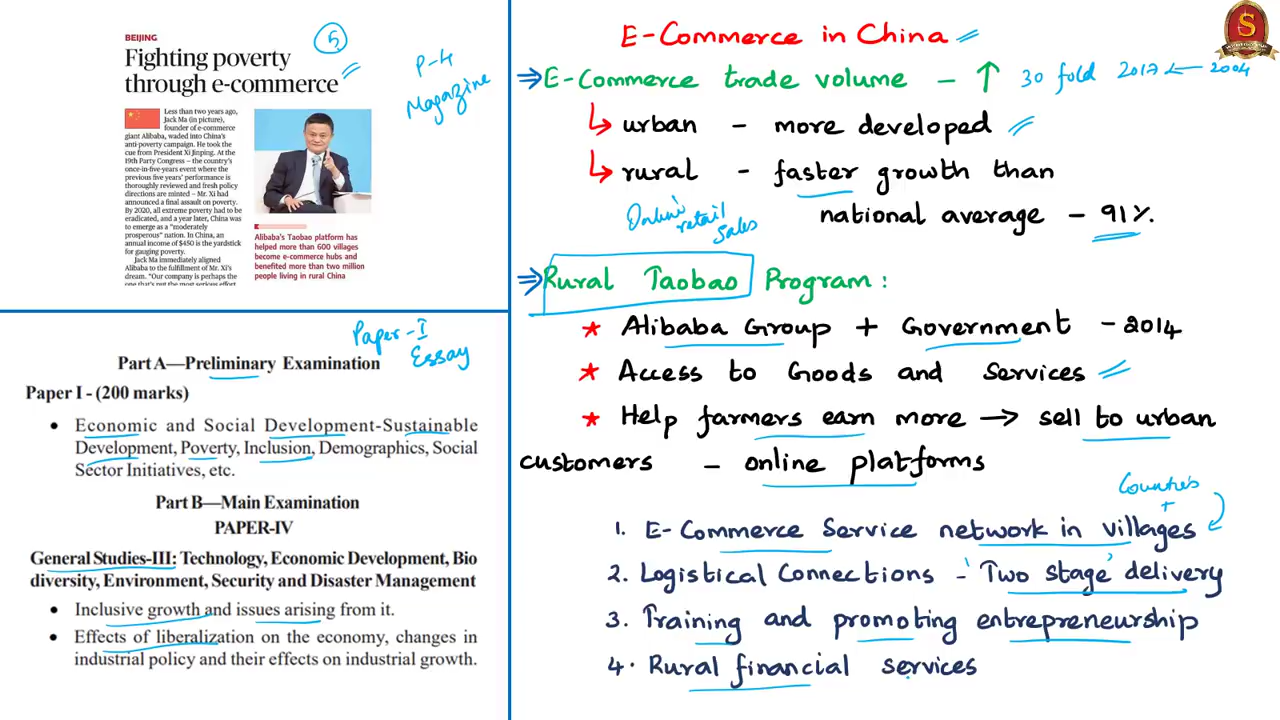 BEIJING
Fighting poverty
through e-commerce
5
P-4
Magazine
Less than two years ago,
Jack Ma (in picture),
founder of e-commerce
giant Alibaba, waded into China's
anti-poverty campaign. He took the
cue from President Xi Jinping. At the
19th Party Congress – the country's
once-in-five-years event where the
previous five years' performance is
thoroughly reviewed and fresh policy
directions are minted – Mr. Xi had
announced a final assault on poverty.
By 2020, all extreme poverty had to be
eradicated, and a year later, China was
to emerge as a "moderately
prosperous" nation. In China, an
annual income of $450 is the yardstick
for gauging poverty.
Jack Ma immediately aligned
Alibaba to the fulfillment of Mr. Xi's
dream. "Our company is perhaps the
one that's put the most serious effort
Alibaba's Taobao platform has
helped more than 600 villages
become e-commerce hubs and
benefited more than two million
people living in rural China
Paper-I
Essay
Part A—Preliminary Examination
Paper I - (200 marks)
• Economic and Social Development-Sustainable
Development, Poverty, Inclusion, Demographics, Social
Sector Initiatives, etc.
Part B—Main Examination
PAPER-IV
General Studies-III: Technology, Economic Development, Bio
diversity, Environment, Security and Disaster Management
• Inclusive growth and issues arising from it.
• Effects of liberalization on the economy, changes in
industrial policy and their effects on industrial growth.
E-Commerce in China
E-Commerce trade volume - ↑ 30 fold 2017 ← 2004
urban - more developed
rural - faster growth than
national average - 91%.
Online retail
Sales
Rural Taobao Program:
* Alibaba Group + Government - 2014
* Access to Goods and Services
* Help farmers earn more → sell to urban
customers - online platforms
Counties
+
1. E-Commerce Service network in villages
2. Logistical Connections - 'Two stage' delivery
3. Training and promoting entrepreneurship
4. Rural financial services
S